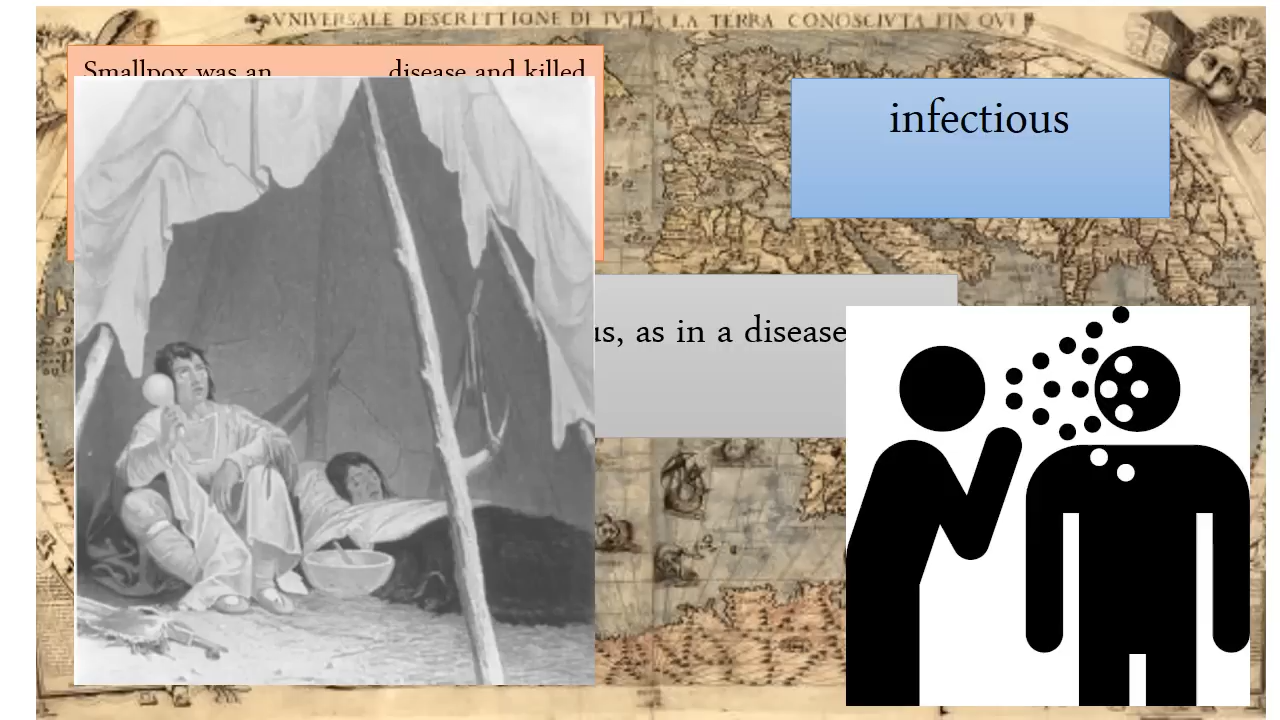 VNIVERSALE DESCRITTIONE DI TVTTA LA TERRA CONOSCIVTA FIN QVI
Smallpox was an disease and killed
infectious
us, as in a disease